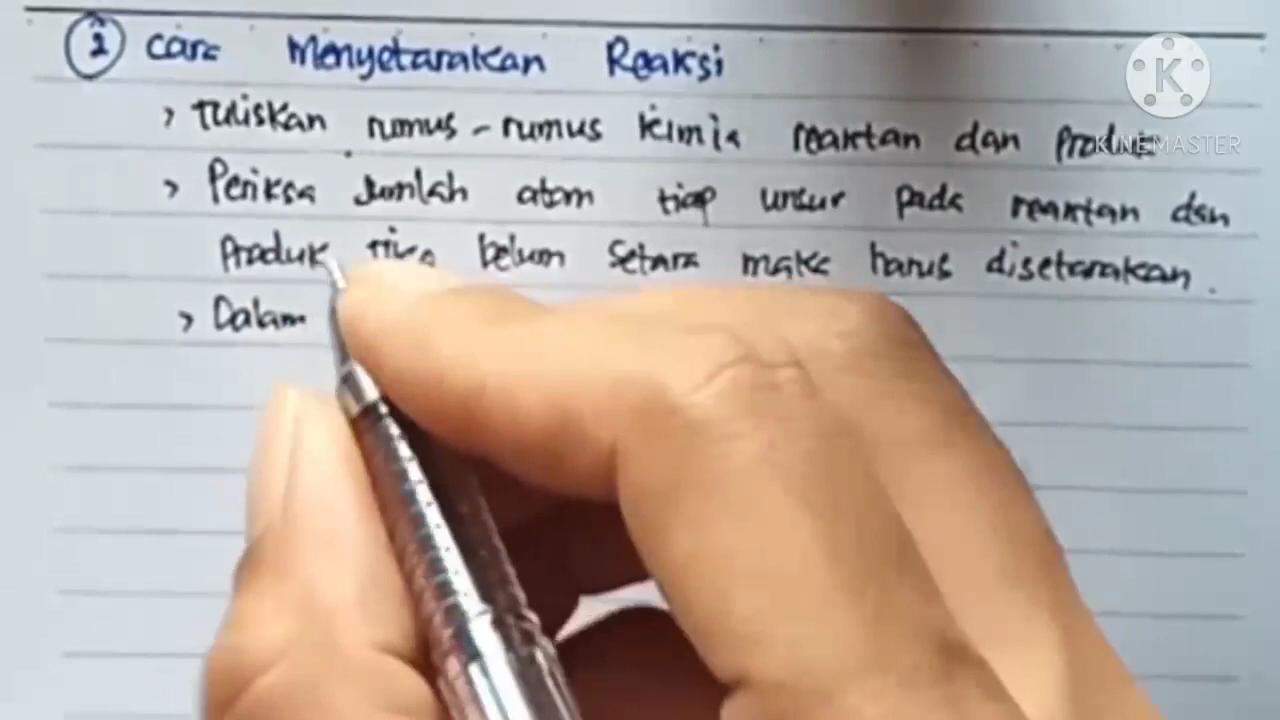 2 Cara Menyetarakan Reaksi
> Tuliskan rumus-rumus kimia reaktan dan Produk
> Periksa Jumlah atom tiap unsur pada reaktan dan
Produk jika belum setara maka harus disetarakan.
> Dalam
K
KINEMASTER